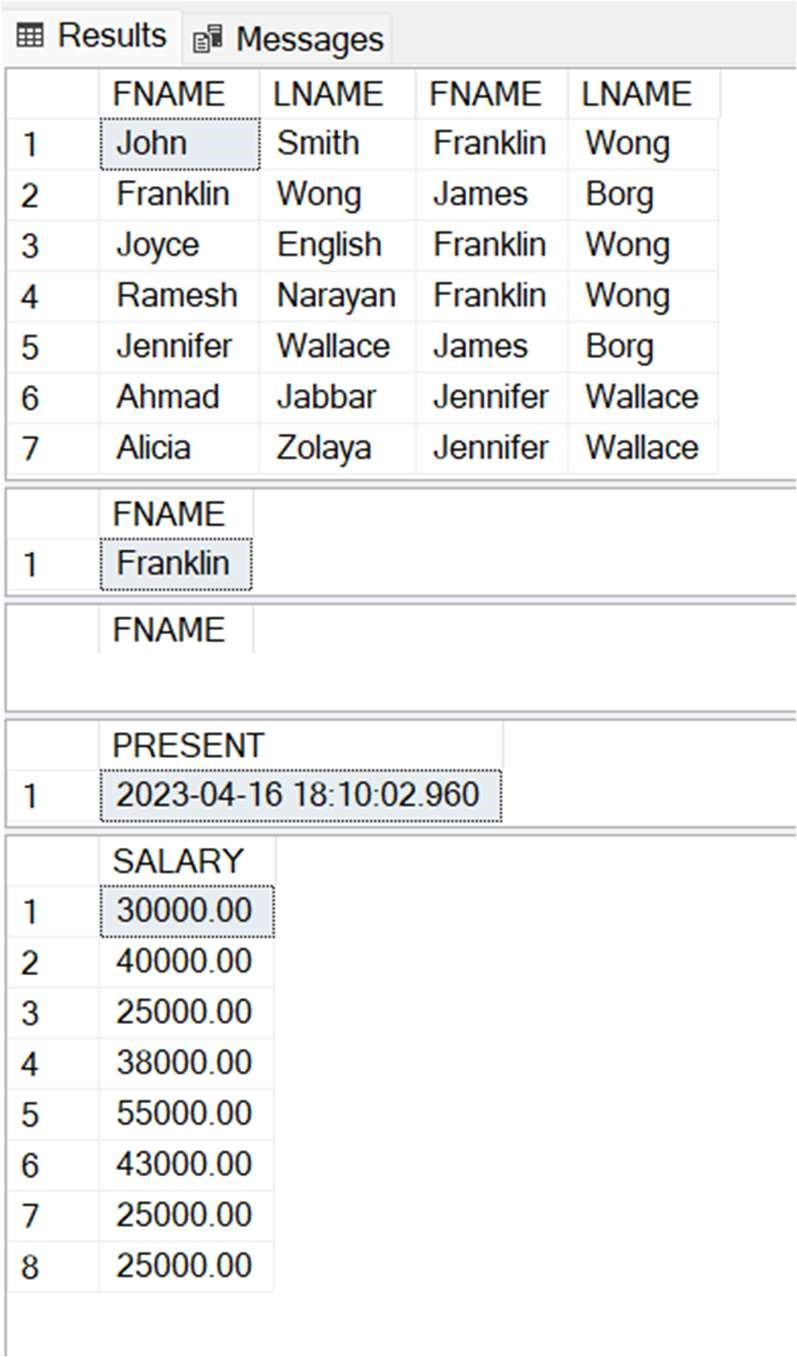 Results Messages
FNAME LNAME FNAME LNAME
1 John Smith Franklin Wong
2 Franklin Wong James Borg
3 Joyce English Franklin Wong
4 Ramesh Narayan Franklin Wong
5 Jennifer Wallace James Borg
6 Ahmad Jabbar Jennifer Wallace
7 Alicia Zolaya Jennifer Wallace
FNAME
1 Franklin
FNAME
PRESENT
1 2023-04-16 18:10:02.960
SALARY
1 30000.00
2 40000.00
3 25000.00
4 38000.00
5 55000.00
6 43000.00
7 25000.00
8 25000.00